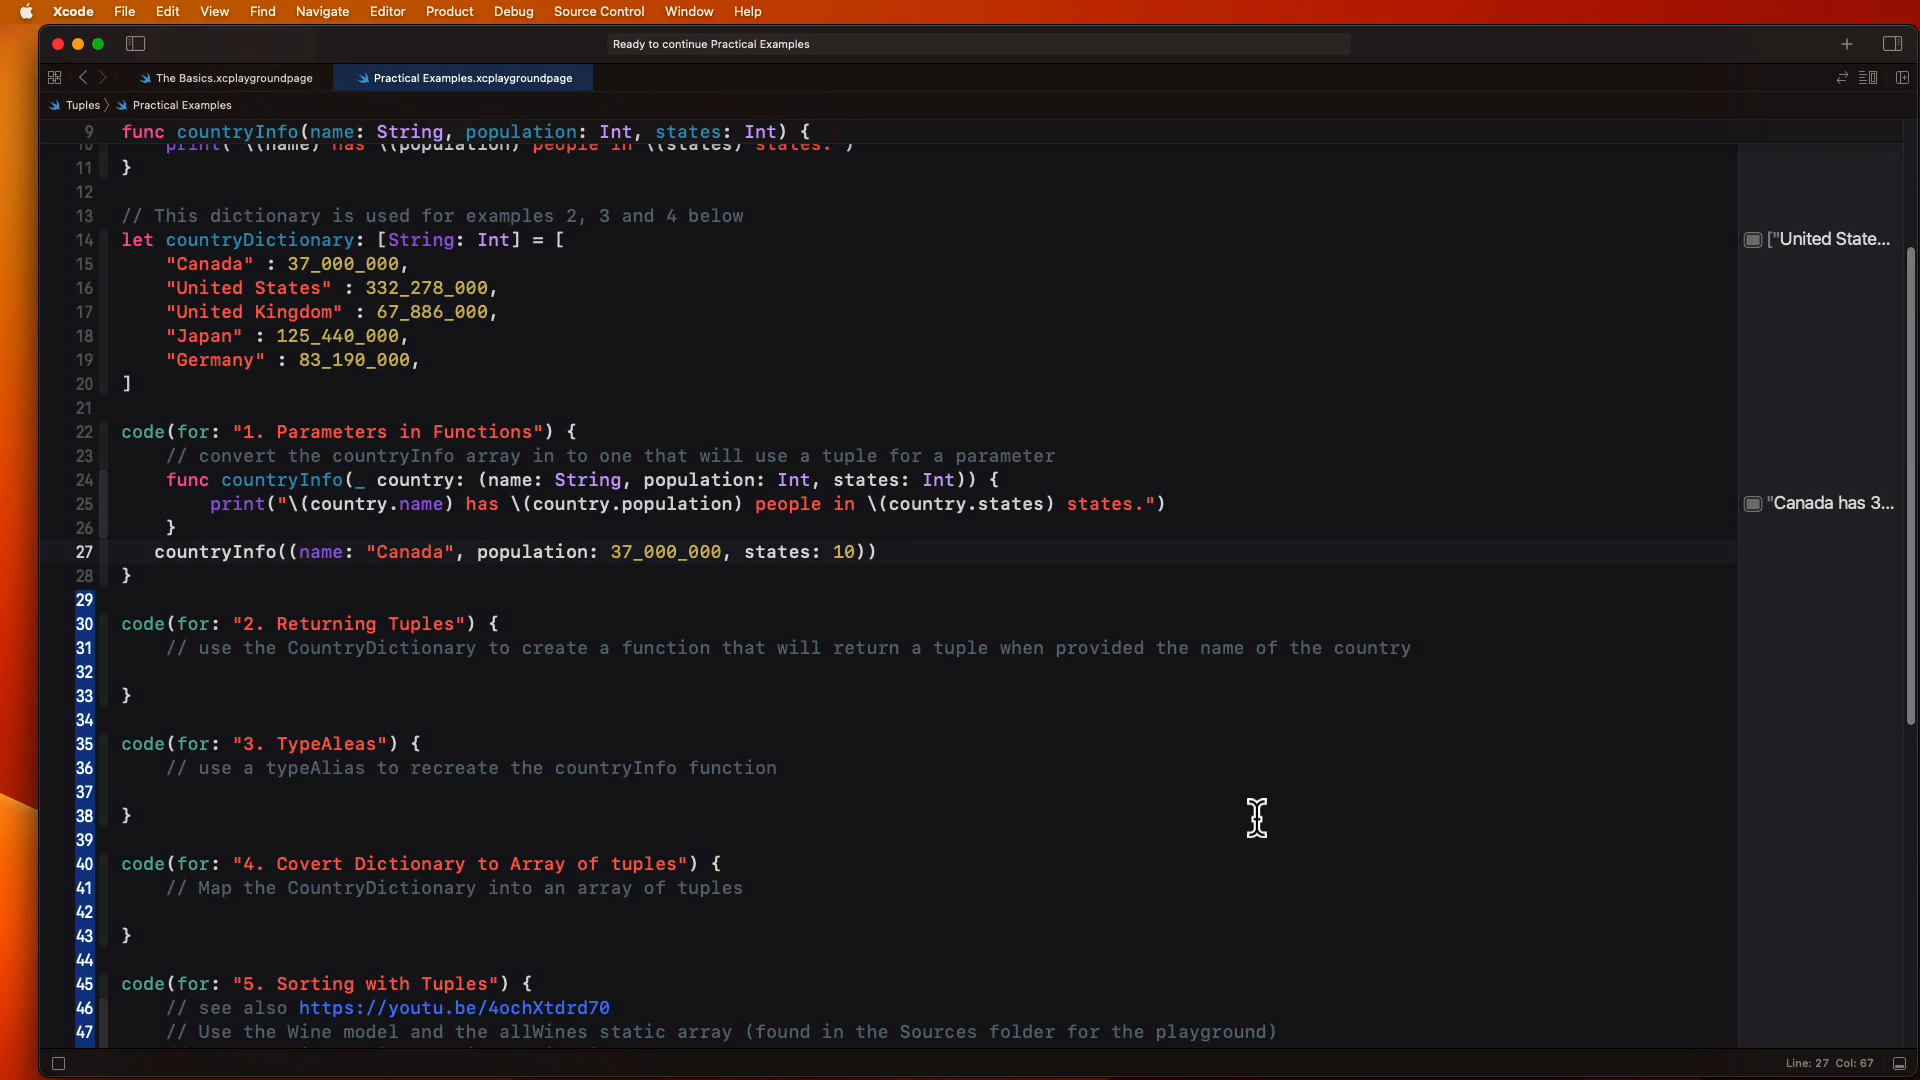 Xcode File Edit View Find Navigate Editor Product Debug Source Control Window Help
Ready to continue Practical Examples
The Basics.xcplaygroundpage Practical Examples.xcplaygroundpage
Tuples Practical Examples
9 func countryInfo(name: String, population: Int, states: Int) {
10 print("\(name) has \(population) people in \(states) states.")
11 }
12
13 // This dictionary is used for examples 2, 3 and 4 below
14 let countryDictionary: [String: Int] = [
15 "Canada" : 37_000_000,
16 "United States" : 332_278_000,
17 "United Kingdom" : 67_886_000,
18 "Japan" : 125_440_000,
19 "Germany" : 83_190_000,
20 ]
21
22 code(for: "1. Parameters in Functions") {
23 // convert the countryInfo array in to one that will use a tuple for a parameter
24 func countryInfo(_ country: (name: String, population: Int, states: Int)) {
25 print("\(country.name) has \(country.population) people in \(country.states) states.")
26 }
27 countryInfo((name: "Canada", population: 37_000_000, states: 10))
28 }
29
30 code(for: "2. Returning Tuples") {
31 // use the CountryDictionary to create a function that will return a tuple when provided the name of the country
32
33 }
34
35 code(for: "3. TypeAleas") {
36 // use a typeAlias to recreate the countryInfo function
37
38 }
39
40 code(for: "4. Covert Dictionary to Array of tuples") {
41 // Map the CountryDictionary into an array of tuples
42
43 }
44
45 code(for: "5. Sorting with Tuples") {
46 // see also https://youtu.be/4ochXtdrd70
47 // Use the Wine model and the allWines static array (found in the Sources folder for the playground)
["United State...
"Canada has 3...
Line: 27 Col: 67